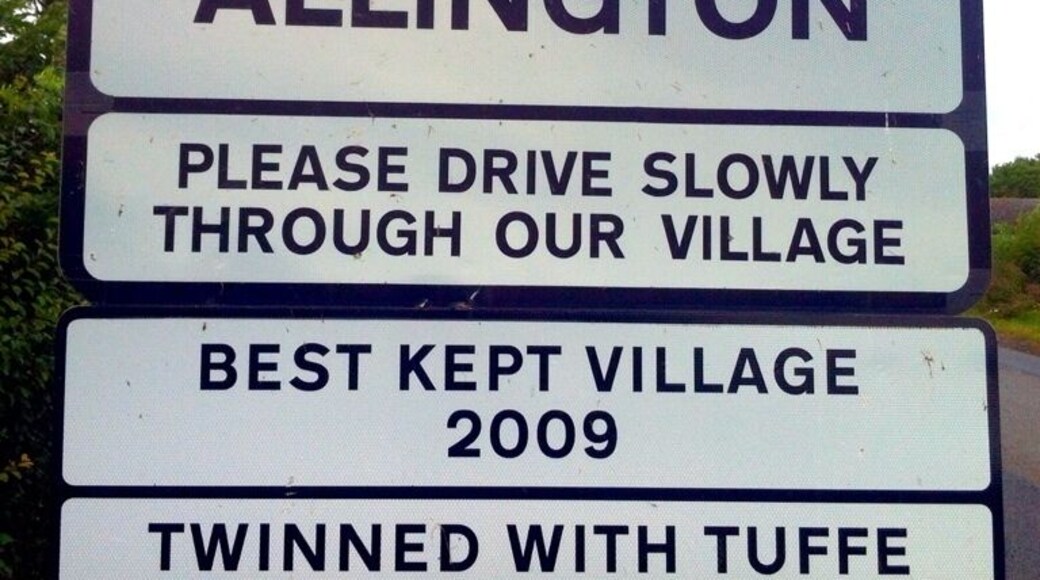 ALLINGTON
PLEASE DRIVE SLOWLY
THROUGH OUR VILLAGE
BEST KEPT VILLAGE
2009
TWINNED WITH TUFFE